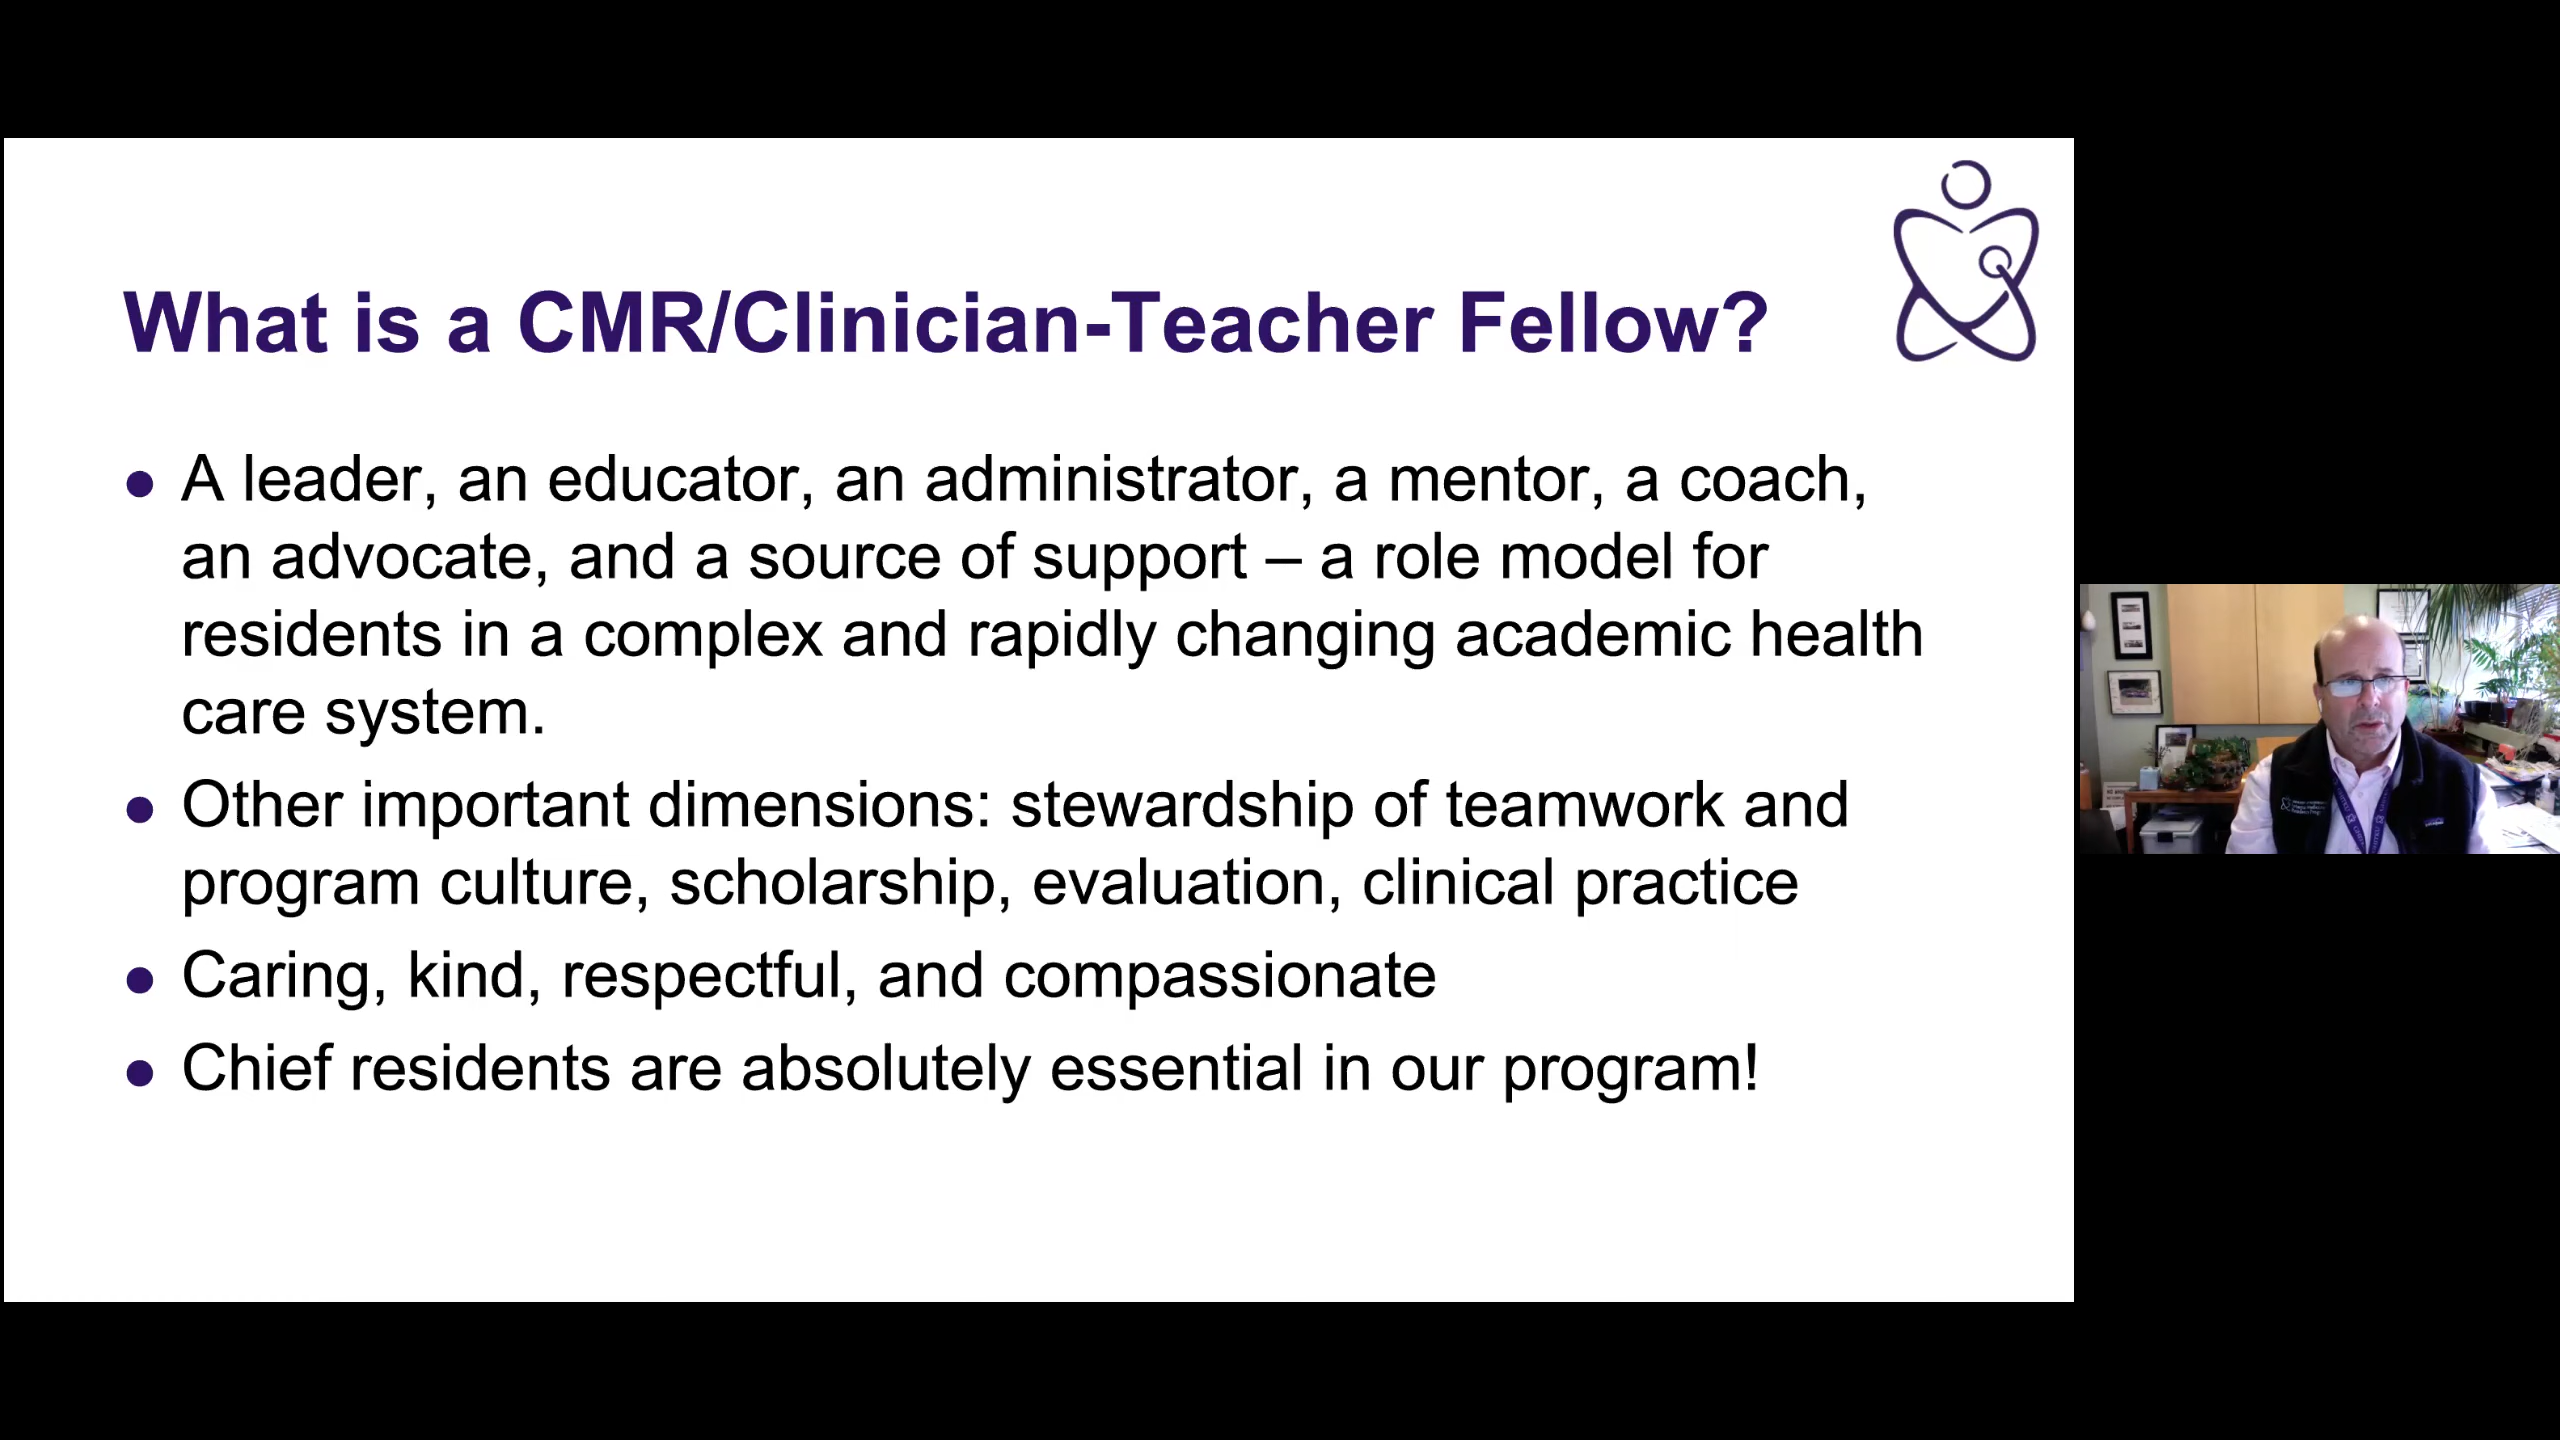 What is a CMR/Clinician-Teacher Fellow?
● A leader, an educator, an administrator, a mentor, a coach,
an advocate, and a source of support – a role model for
residents in a complex and rapidly changing academic health
care system.
● Other important dimensions: stewardship of teamwork and
program culture, scholarship, evaluation, clinical practice
● Caring, kind, respectful, and compassionate
● Chief residents are absolutely essential in our program!